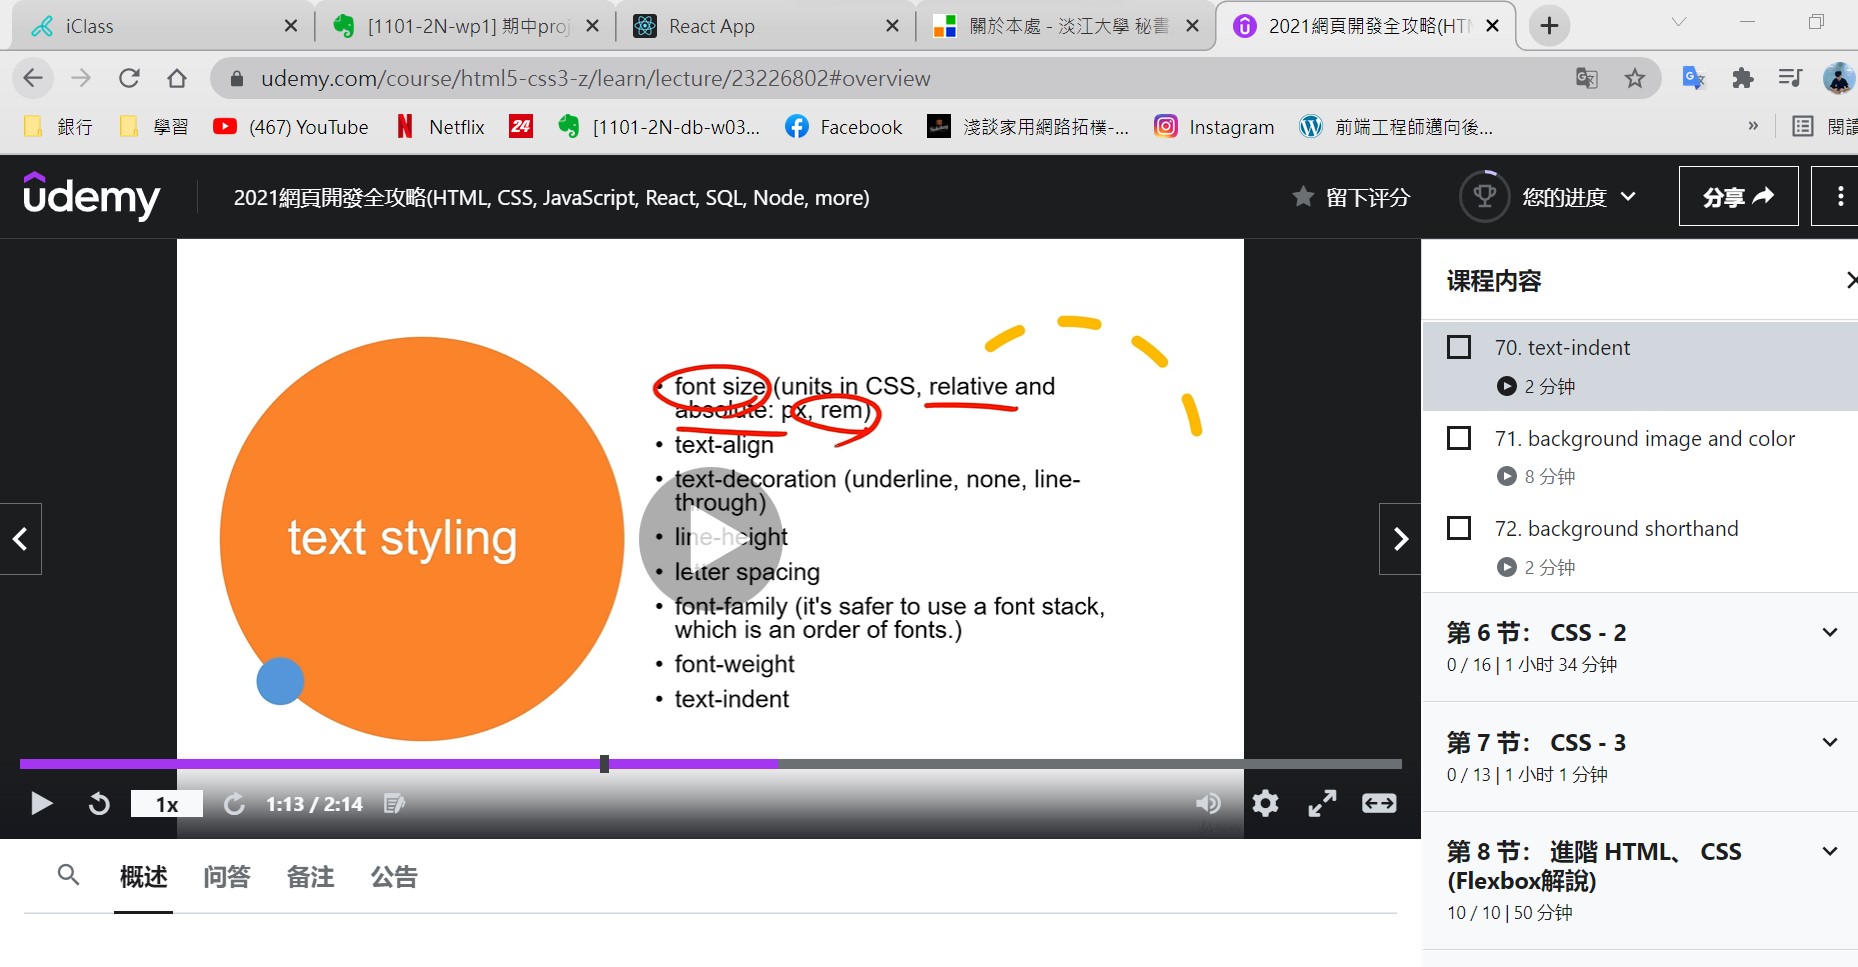 iClass
[1101-2N-wp1] 期中proj
React App
關於本處 - 淡江大學 秘書
2021網頁開發全攻略(HTM
udemy.com/course/html5-css3-z/learn/lecture/23226802#overview
銀行
學習
(467) YouTube
Netflix
24
[1101-2N-db-w03...
Facebook
淺談家用網路拓樸-...
Instagram
前端工程師邁向後...
»
閱讀
udemy
2021網頁開發全攻略(HTML, CSS, JavaScript, React, SQL, Node, more)
留下评分
您的进度
分享
text styling
• font size (units in CSS, relative and
absolute: px, rem)
• text-align
• text-decoration (underline, none, line-
through)
• line-height
• letter spacing
• font-family (it's safer to use a font stack,
which is an order of fonts.)
• font-weight
• text-indent
1x
1:13 / 2:14
课程内容
70. text-indent
2 分钟
71. background image and color
8 分钟
72. background shorthand
2 分钟
第 6 节： CSS - 2
0 / 16 | 1 小时 34 分钟
第 7 节： CSS - 3
0 / 13 | 1 小时 1 分钟
第 8 节： 進階 HTML、 CSS
(Flexbox解說)
10 / 10 | 50 分钟
概述
问答
备注
公告